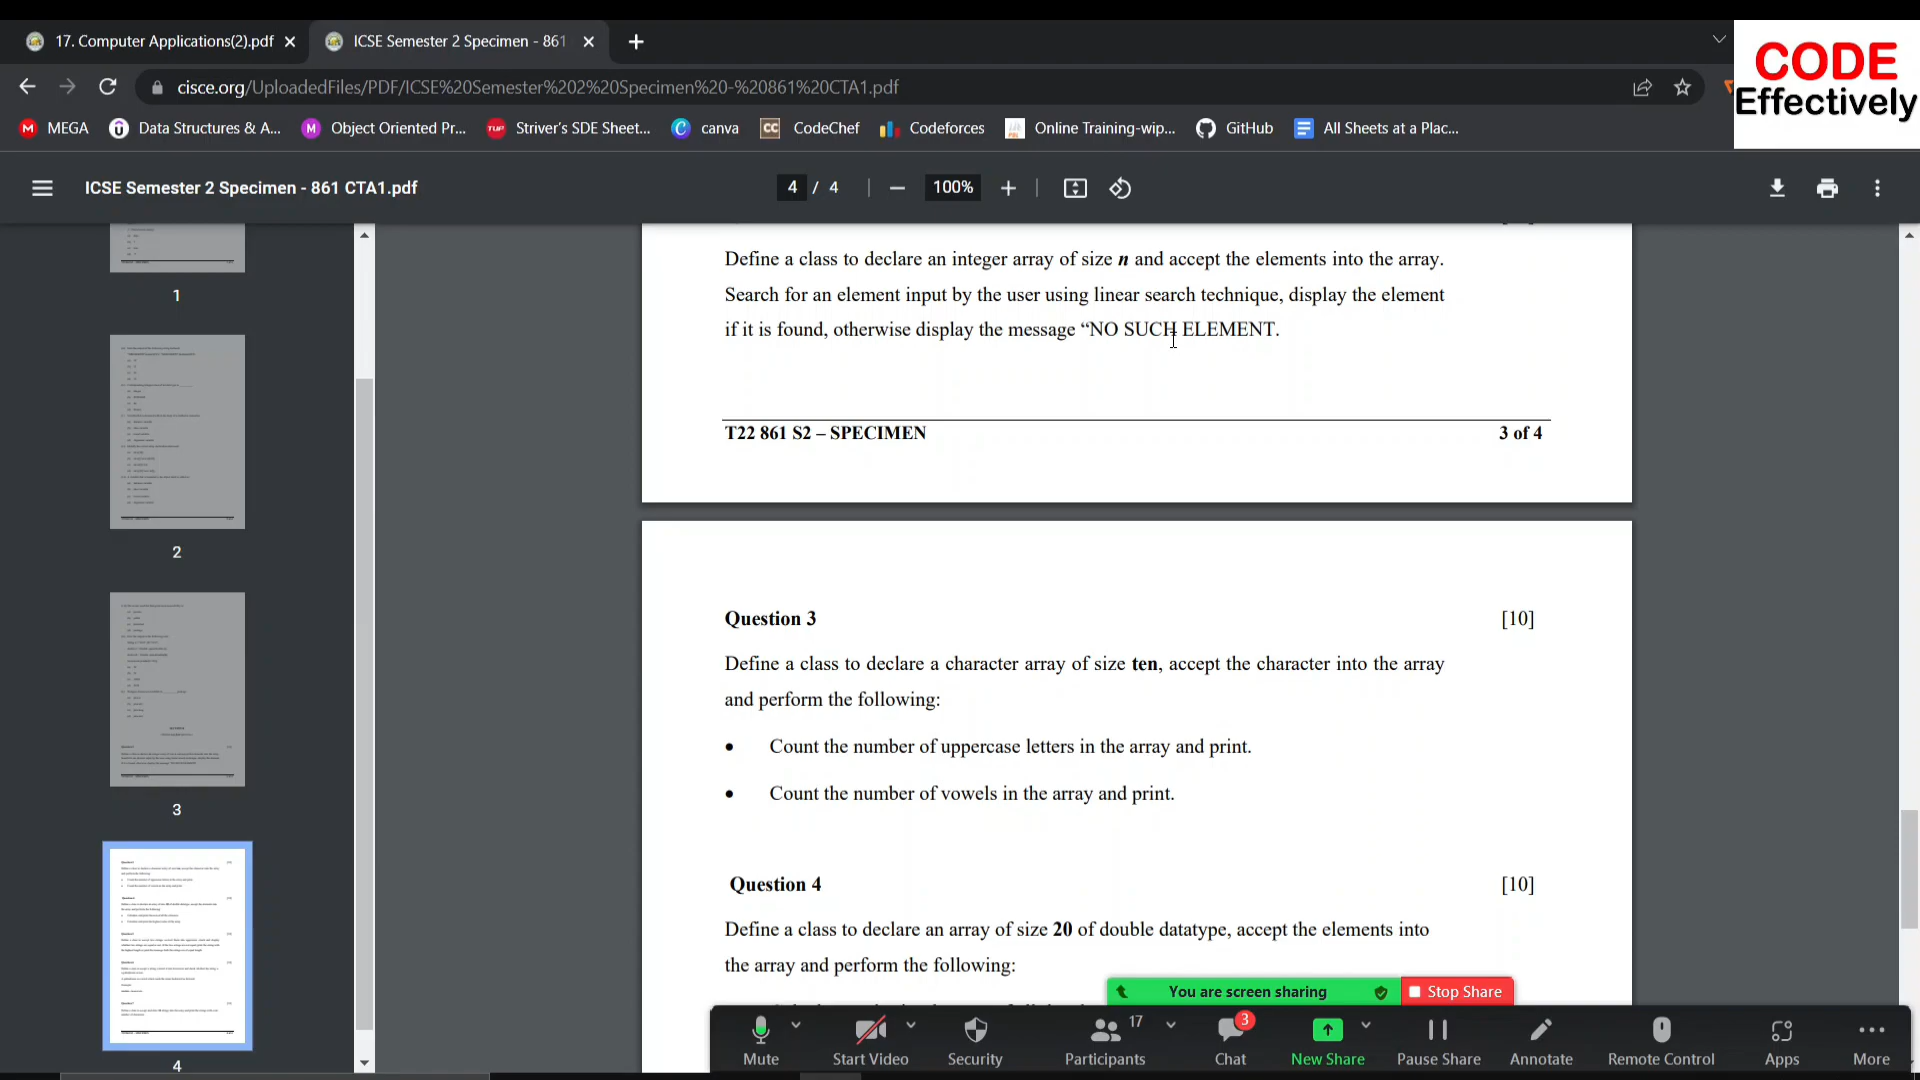 17. Computer Applications(2).pdf
ICSE Semester 2 Specimen - 861
CODE
Effectively
cisce.org/UploadedFiles/PDF/ICSE%20Semester%202%20Specimen%20-%20861%20CTA1.pdf
MEGA
Data Structures & A...
Object Oriented Pr...
TUF
Striver's SDE Sheet...
canva
CC
CodeChef
Codeforces
Online Training-wip...
GitHub
All Sheets at a Plac...
ICSE Semester 2 Specimen - 861 CTA1.pdf
4 / 4
100%
1
2
3
4
Define a class to declare an integer array of size n and accept the elements into the array.
Search for an element input by the user using linear search technique, display the element
if it is found, otherwise display the message “NO SUCH ELEMENT.
T22 861 S2 – SPECIMEN
3 of 4
Question 3
[10]
Define a class to declare a character array of size ten, accept the character into the array
and perform the following:
• Count the number of uppercase letters in the array and print.
• Count the number of vowels in the array and print.
Question 4
[10]
Define a class to declare an array of size 20 of double datatype, accept the elements into
the array and perform the following:
You are screen sharing
Stop Share
17
3
Mute
Start Video
Security
Participants
Chat
New Share
Pause Share
Annotate
Remote Control
Apps
More